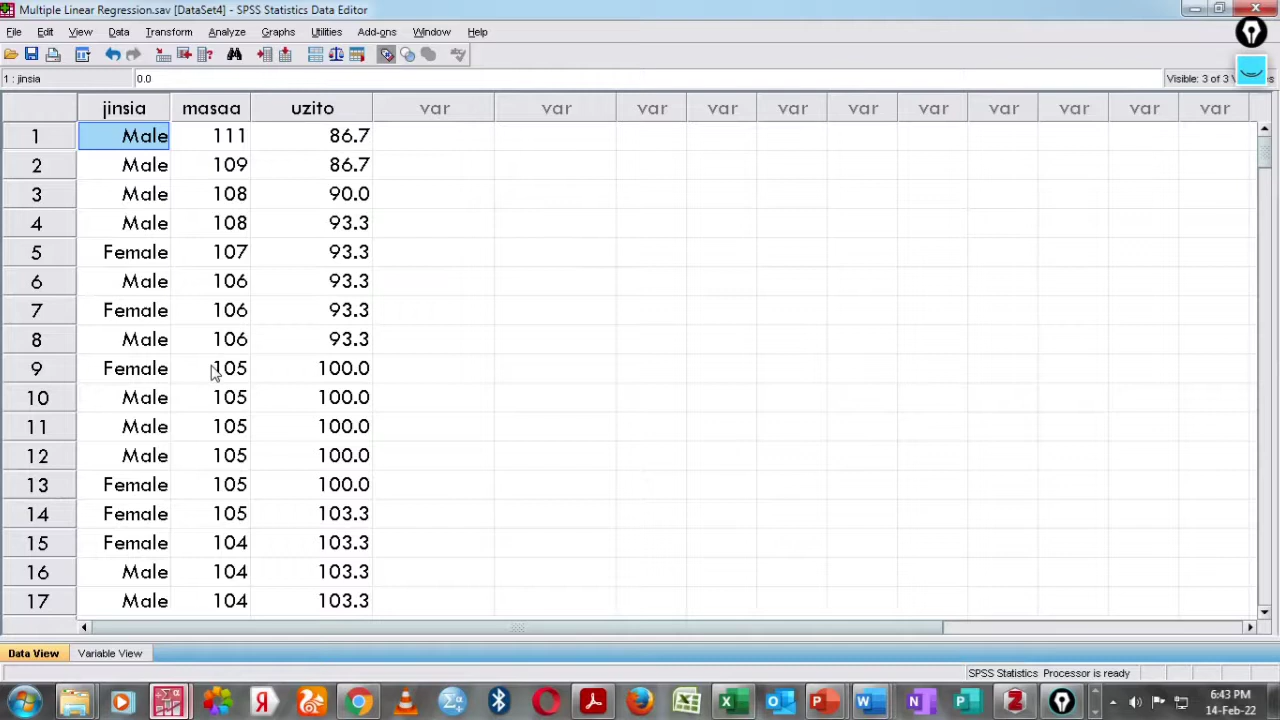 Multiple Linear Regression.sav [DataSet4] - SPSS Statistics Data Editor
File Edit View Data Transform Analyze Graphs Utilities Add-ons Window Help
1 : jinsia 0.0 Visible: 3 of 3
jinsia masaa uzito var var var var var var var var var
1 Male 111 86.7
2 Male 109 86.7
3 Male 108 90.0
4 Male 108 93.3
5 Female 107 93.3
6 Male 106 93.3
7 Female 106 93.3
8 Male 106 93.3
9 Female 105 100.0
10 Male 105 100.0
11 Male 105 100.0
12 Male 105 100.0
13 Female 105 100.0
14 Female 105 103.3
15 Female 104 103.3
16 Male 104 103.3
17 Male 104 103.3
Data View Variable View
SPSS Statistics Processor is ready
6:43 PM
14-Feb-22